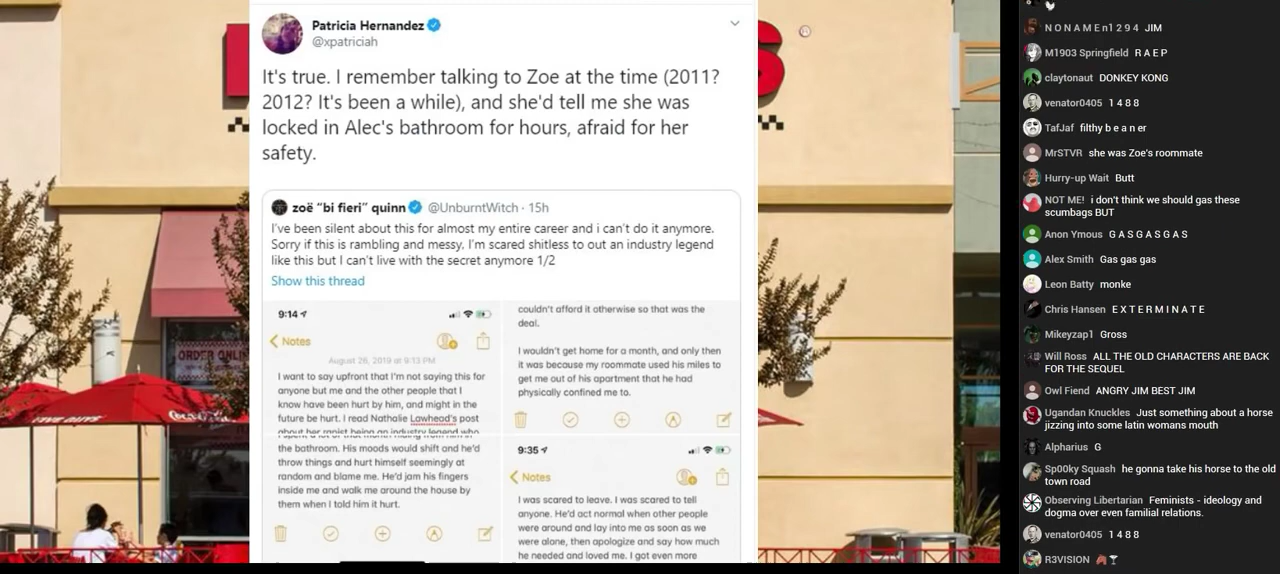 Patricia Hernandez
@xpatriciah
It's true. I remember talking to Zoe at the time (2011?
2012? It's been a while), and she'd tell me she was
locked in Alec's bathroom for hours, afraid for her
safety.
zoë “bi fieri” quinn @UnburntWitch · 15h
I've been silent about this for almost my entire career and i can't do it anymore.
Sorry if this is rambling and messy, I'm scared shitless to out an industry legend
like this but I can't live with the secret anymore 1/2
Show this thread
9:14
Notes
August 26, 2019 at 9:13 PM
I want to say upfront that I'm not saying this for
anyone but me and the other people that I
know have been hurt by him, and might in the
future be hurt. I read Nathalie Lawhead's post
about her rapist being an industry legend who
couldn't afford it otherwise so that was the
deal.
I wouldn't get home for a month, and only then
it was because my roommate used his miles to
get me out of his apartment that he had
physically confined me to.
I spent a lot of that month hiding from him in
the bathroom. His moods would shift and he'd
throw things and hurt himself seemingly at
random and blame me. He'd jam his fingers
inside me and walk me around the house by
them when I told him it hurt.
9:35
Notes
I was scared to leave. I was scared to tell
anyone. He'd act normal when other people
were around and lay into me as soon as we
were alone, then apologize and say how much
he needed and loved me. I got even more
ORDER ONLI
N O N A M E n 1 2 9 4 JIM
M1903 Springfield R A E P
claytonaut DONKEY KONG
venator0405 1 4 8 8
TafJaf filthy b e a n er
MrSTVR she was Zoe's roommate
Hurry-up Wait Butt
NOT ME! i don't think we should gas these
scumbags BUT
Anon Ymous G A S G A S G A S
Alex Smith Gas gas gas
Leon Batty monke
Chris Hansen E X T E R M I N A T E
Mikeyzap1 Gross
Will Ross ALL THE OLD CHARACTERS ARE BACK
FOR THE SEQUEL
Owl Fiend ANGRY JIM BEST JIM
Ugandan Knuckles Just something about a horse
jizzing into some latin womans mouth
Alpharius G
Sp00ky Squash he gonna take his horse to the old
town road
Observing Libertarian Feminists - ideology and
dogma over even familial relations.
venator0405 1 4 8 8
R3VISION